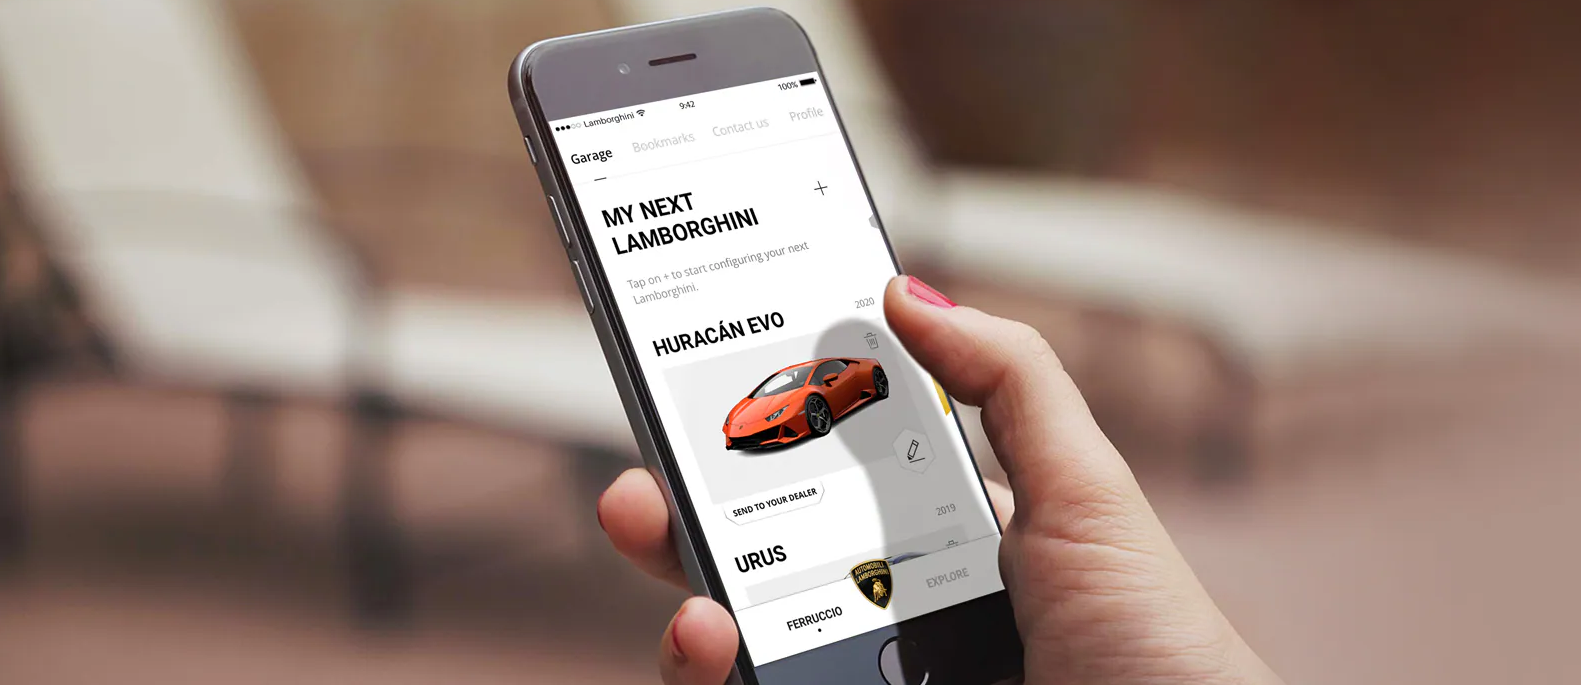 Lamborghini
9:42
100%
Garage
Bookmarks
Contact us
Profile
MY NEXT
LAMBORGHINI
+
Tap on + to start configuring your next
Lamborghini.
HURACÁN EVO
2020
SEND TO YOUR DEALER
2019
URUS
AUTOMOBILI
LAMBORGHINI
FERRUCCIO
EXPLORE